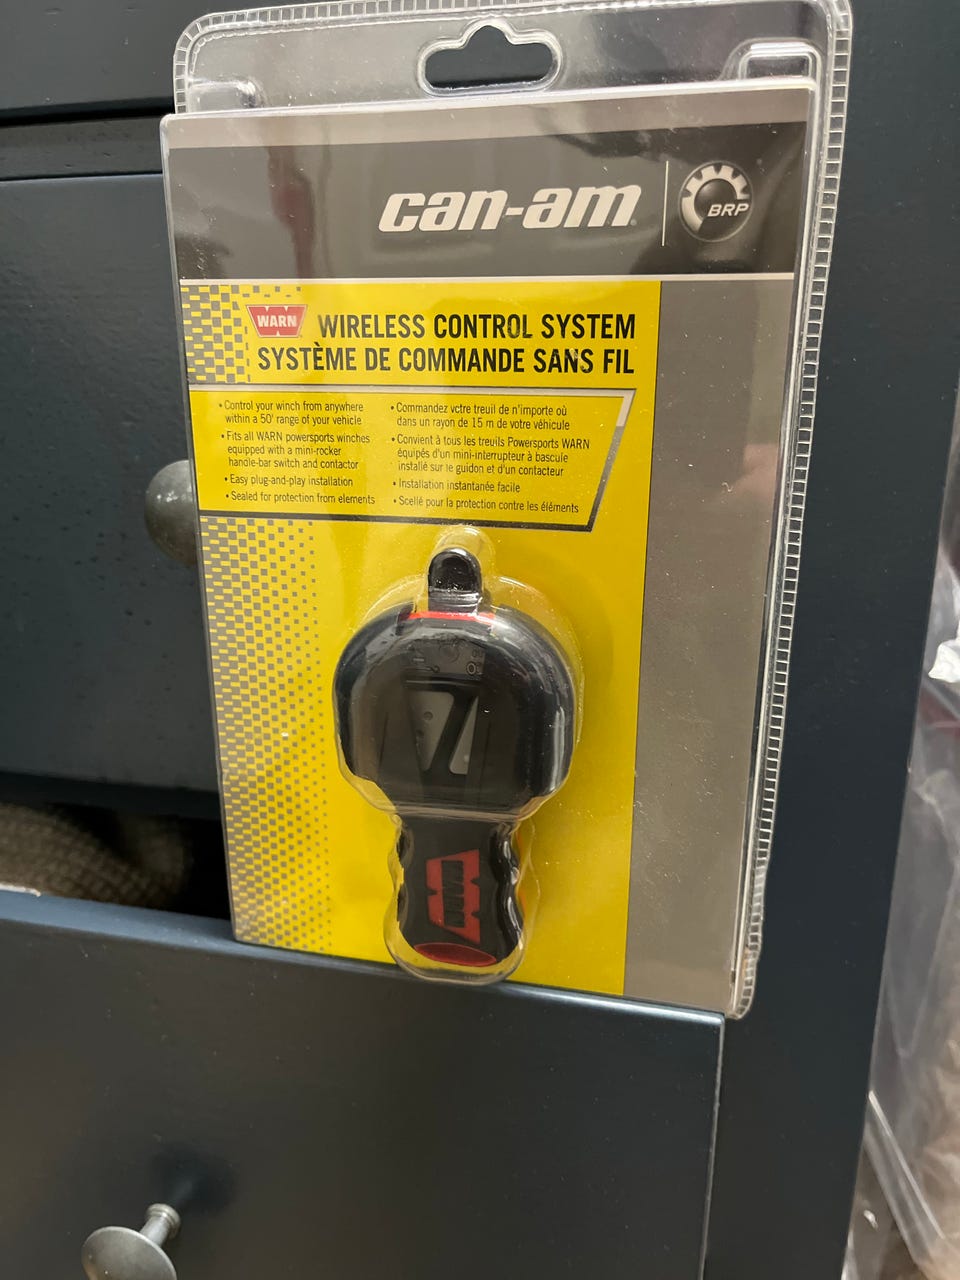 can-am
BRP
WARN
WIRELESS CONTROL SYSTEM
SYSTÈME DE COMMANDE SANS FIL
• Control your winch from anywhere
within a 50' range of your vehicle
• Fits all WARN powersports winches
equipped with a mini-rocker
handle-bar switch and contactor
• Easy plug-and-play installation
• Sealed for protection from elements
• Commandez votre treuil de n'importe où
dans un rayon de 15 m de votre véhicule
• Convient à tous les treuils Powersports WARN
équipés d'un mini-interrupteur à bascule
installé sur le guidon et d'un contacteur
• Installation instantanée facile
• Scellé pour la protection contre les éléments
WARN